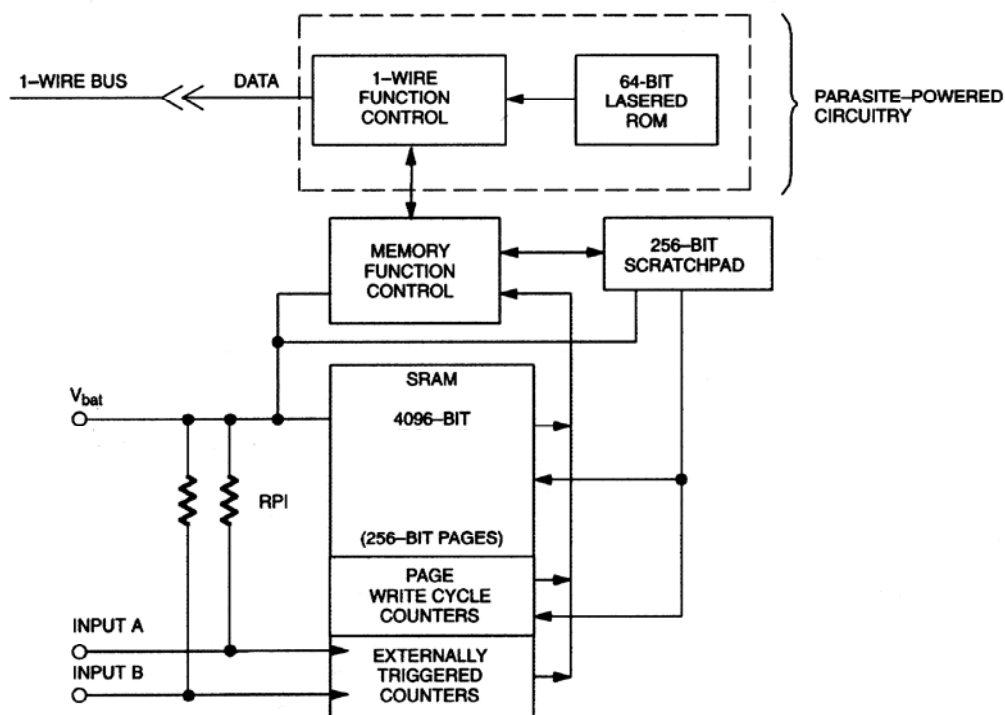 1–WIRE BUS
DATA
1–WIRE
FUNCTION
CONTROL
64-BIT
LASERED
ROM
PARASITE–POWERED
CIRCUITRY
MEMORY
FUNCTION
CONTROL
256–BIT
SCRATCHPAD
Vbat
SRAM
4096–BIT
RPI
(256–BIT PAGES)
PAGE
WRITE CYCLE
COUNTERS
INPUT A
INPUT B
EXTERNALLY
TRIGGERED
COUNTERS